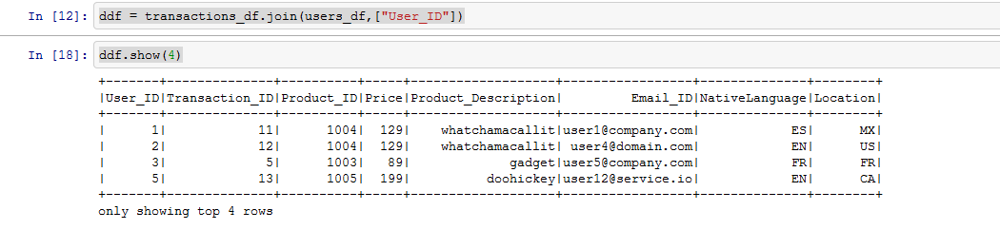 In [12]: ddf = transactions_df.join(users_df,["User_ID"])
In [18]: ddf.show(4)
+-------+--------------+----------+-----+-------------------+------------------+--------------+--------+
|User_ID|Transaction_ID|Product_ID|Price|Product_Description|          Email_ID|NativeLanguage|Location|
+-------+--------------+----------+-----+-------------------+------------------+--------------+--------+
|      1|            11|      1004|  129|      whatchamacallit|user1@company.com|            ES|      MX|
|      2|            12|      1004|  129|      whatchamacallit| user4@domain.com|            EN|      US|
|      3|             5|      1003|   89|             gadget|user5@company.com|            FR|      FR|
|      5|            13|      1005|  199|           doohickey|user12@service.io|            EN|      CA|
+-------+--------------+----------+-----+-------------------+------------------+--------------+--------+
only showing top 4 rows